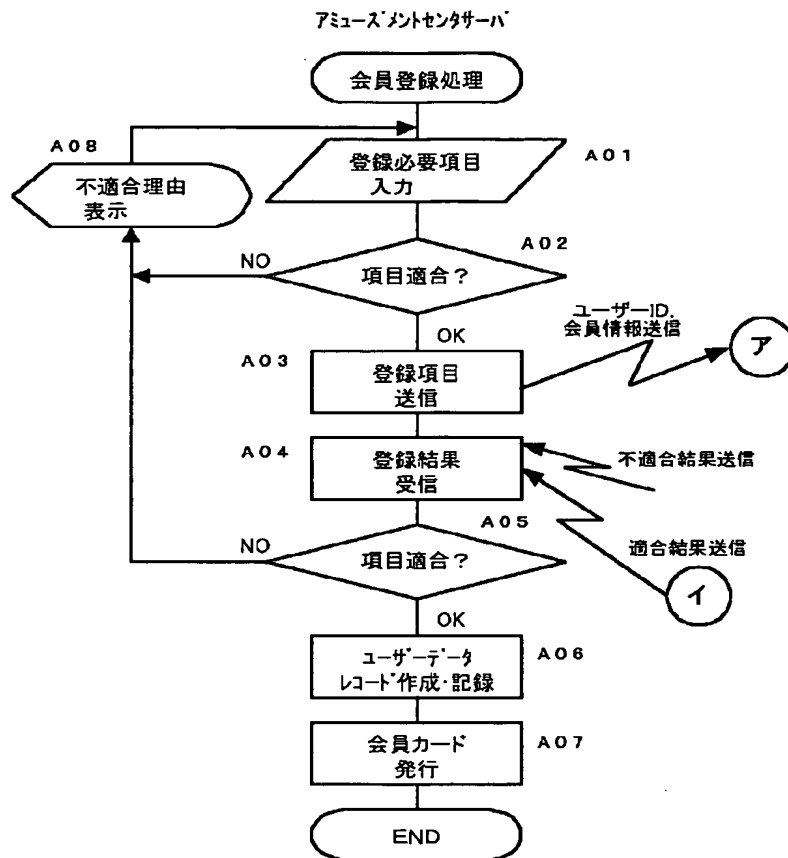 アミューズメントセンタサーバ
会員登録処理
A08
不適合理由
表示
登録必要項目
入力
A01
A02
NO
項目適合?
OK
ユーザーID.
会員情報送信
ア
A03
登録項目
送信
A04
登録結果
受信
不適合結果送信
A05
NO
項目適合?
適合結果送信
イ
OK
ユーザーデータ
レコード作成・記録
A06
会員カード
発行
A07
END